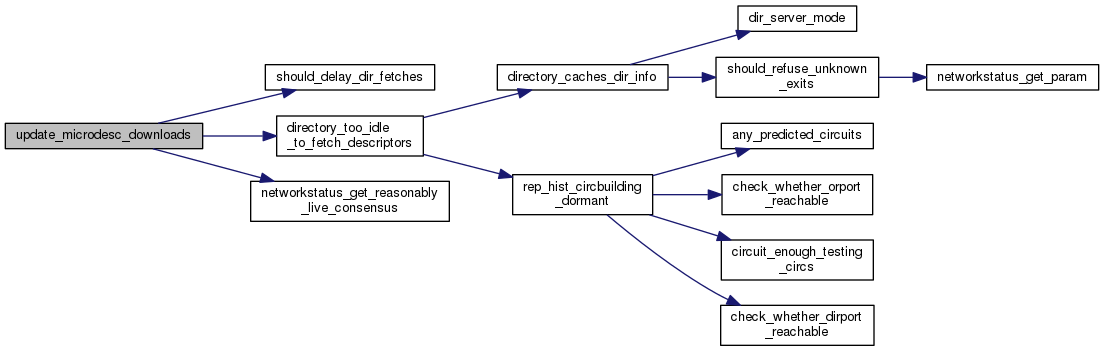 dir_server_mode
should_delay_dir_fetches
directory_caches_dir_info
should_refuse_unknown
_exits
networkstatus_get_param
update_microdesc_downloads
directory_too_idle
_to_fetch_descriptors
any_predicted_circuits
networkstatus_get_reasonably
_live_consensus
rep_hist_circbuilding
_dormant
check_whether_orport
_reachable
circuit_enough_testing
_circs
check_whether_dirport
_reachable